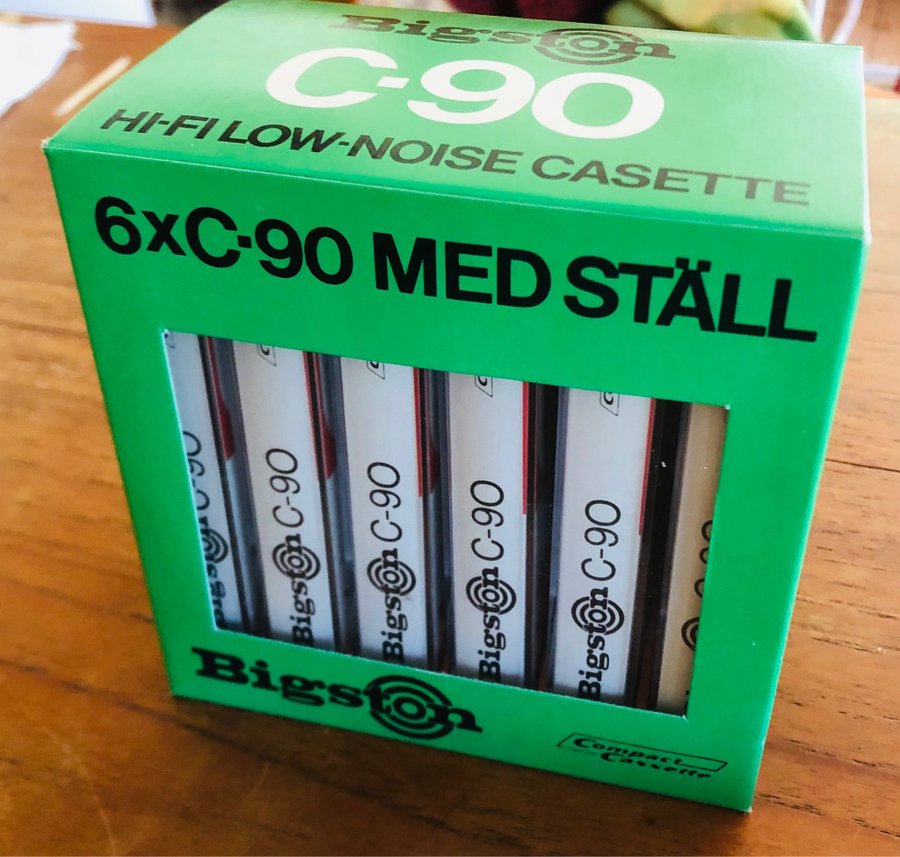 Bigston
C-90
HI-FI LOW-NOISE CASETTE
6xC-90 MED STÄLL
Bigston C-90
Bigston C-90
Bigston C-90
Bigston C-90
Bigston C-90
Bigston
Compact
Cassette